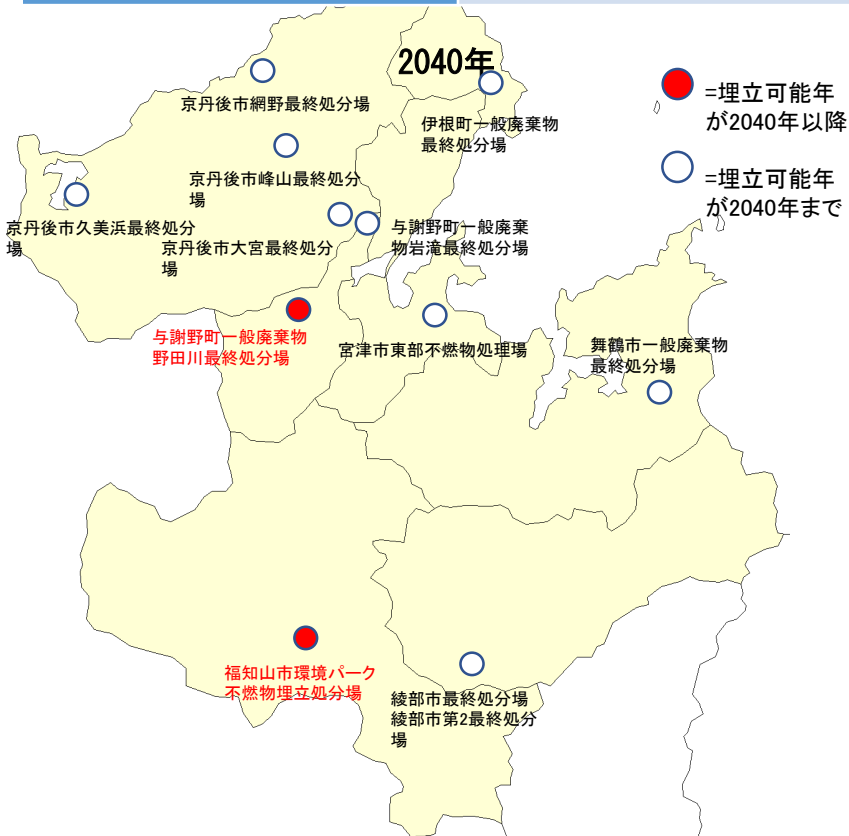 2040年
京丹後市網野最終処分場
伊根町一般廃棄物
最終処分場
=埋立可能年
が2040年以降
=埋立可能年
が2040年まで
京丹後市峰山最終処分
場
京丹後市久美浜最終処分
場
京丹後市大宮最終処分
場
与謝野町一般廃棄
物岩滝最終処分場
与謝野町一般廃棄物
野田川最終処分場
宮津市東部不燃物処理場
舞鶴市一般廃棄物
最終処分場
福知山市環境パーク
不燃物埋立処分場
綾部市最終処分場
綾部市第2最終処分
場